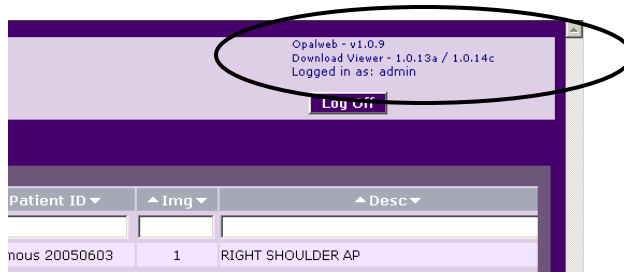 Opalweb - v1.0.9
Download Viewer - 1.0.13a / 1.0.14c
Logged in as: admin
Log Off
Patient ID Img Desc
mous 20050603 1 RIGHT SHOULDER AP